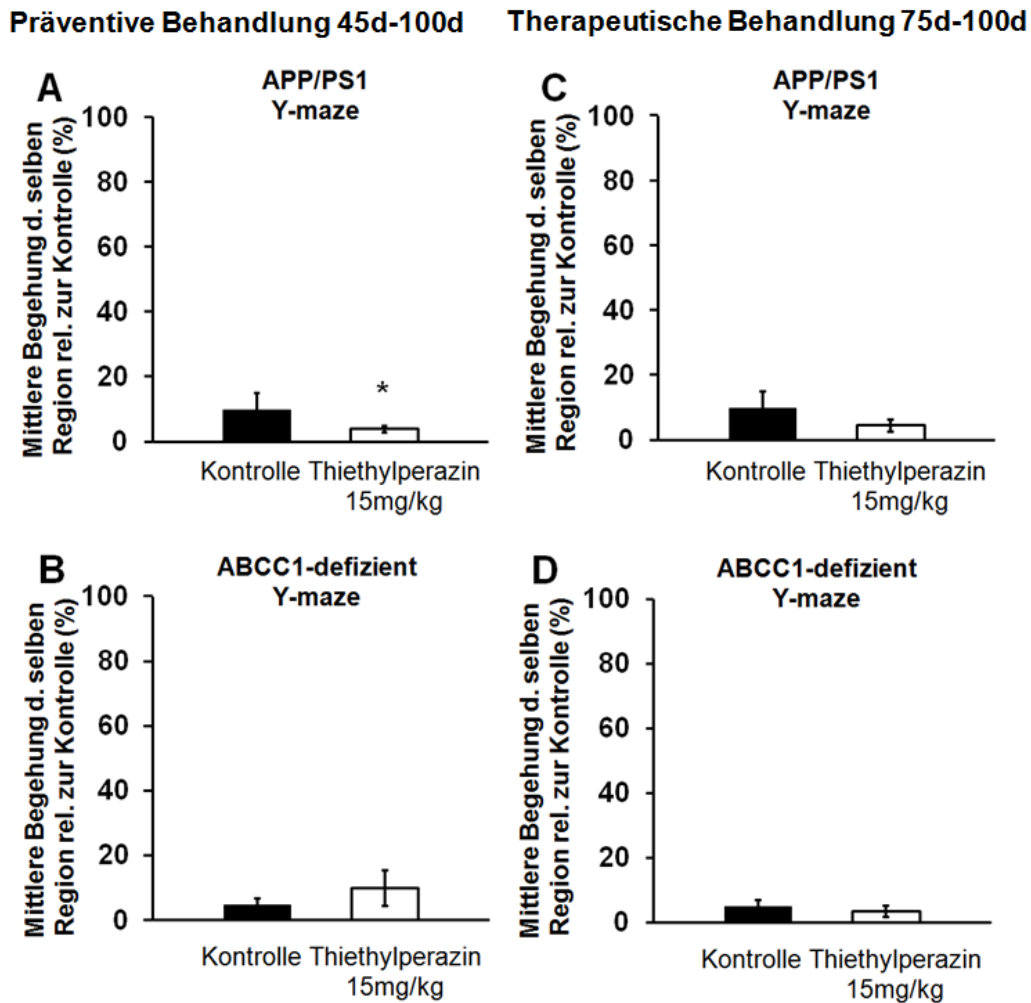 Präventive Behandlung 45d-100d
Therapeutische Behandlung 75d-100d
A
APP/PS1
Y-maze
Mittlere Begehung d. selben
Region rel. zur Kontrolle (%)
100
80
60
40
20
0
*
Kontrolle Thiethylperazin
15mg/kg
C
APP/PS1
Y-maze
Mittlere Begehung d. selben
Region rel. zur Kontrolle (%)
100
80
60
40
20
0
Kontrolle Thiethylperazin
15mg/kg
B
ABCC1-defizient
Y-maze
Mittlere Begehung d. selben
Region rel. zur Kontrolle (%)
100
80
60
40
20
0
Kontrolle Thiethylperazin
15mg/kg
D
ABCC1-defizient
Y-maze
Mittlere Begehung d. selben
Region rel. zur Kontrolle (%)
100
80
60
40
20
0
Kontrolle Thiethylperazin
15mg/kg